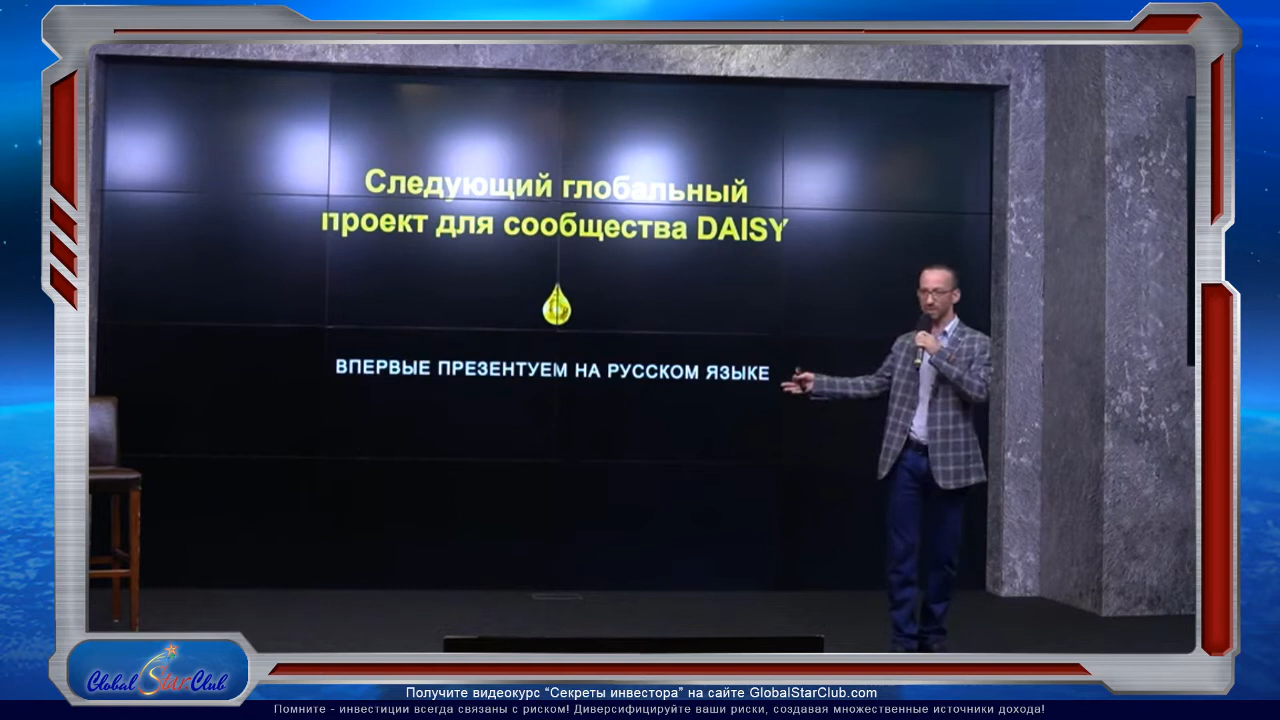 Следующий глобальный
проект для сообщества DAISY
ВПЕРВЫЕ ПРЕЗЕНТУЕМ НА РУССКОМ ЯЗЫКЕ
Global Star Club
Получите видеокурс “Секреты инвестора” на сайте GlobalStarClub.com
Помните - инвестиции всегда связаны с риском! Диверсифицируйте ваши риски, создавая множественные источники дохода!